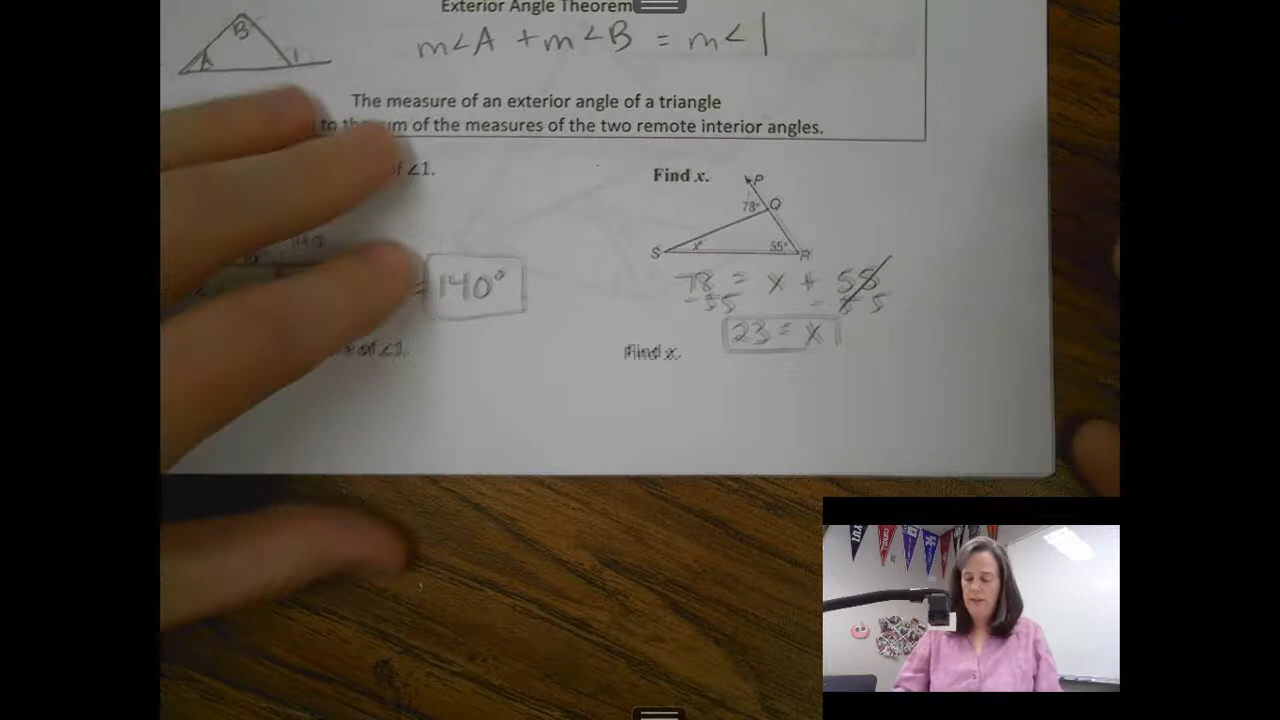 Exterior Angle Theorem
B
A
1
m∠A + m∠B = m∠1
The measure of an exterior angle of a triangle
to the sum of the measures of the two remote interior angles.
of ∠1.
Find x.
P
78°
Q
S
x°
55°
R
140
= 140°
78 = x + 55
-55 - 55
23 = x
of ∠1.
Find x.